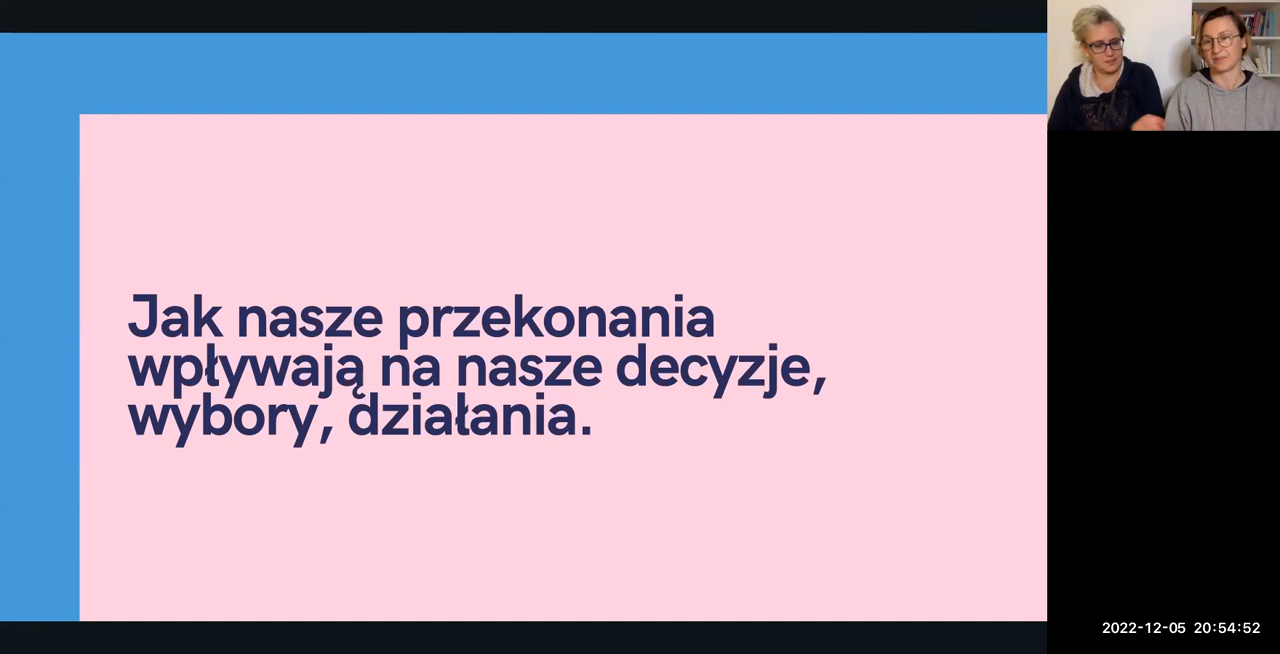 Jak nasze przekonania
wpływają na nasze decyzje,
wybory, działania.
2022-12-05 20:54:52